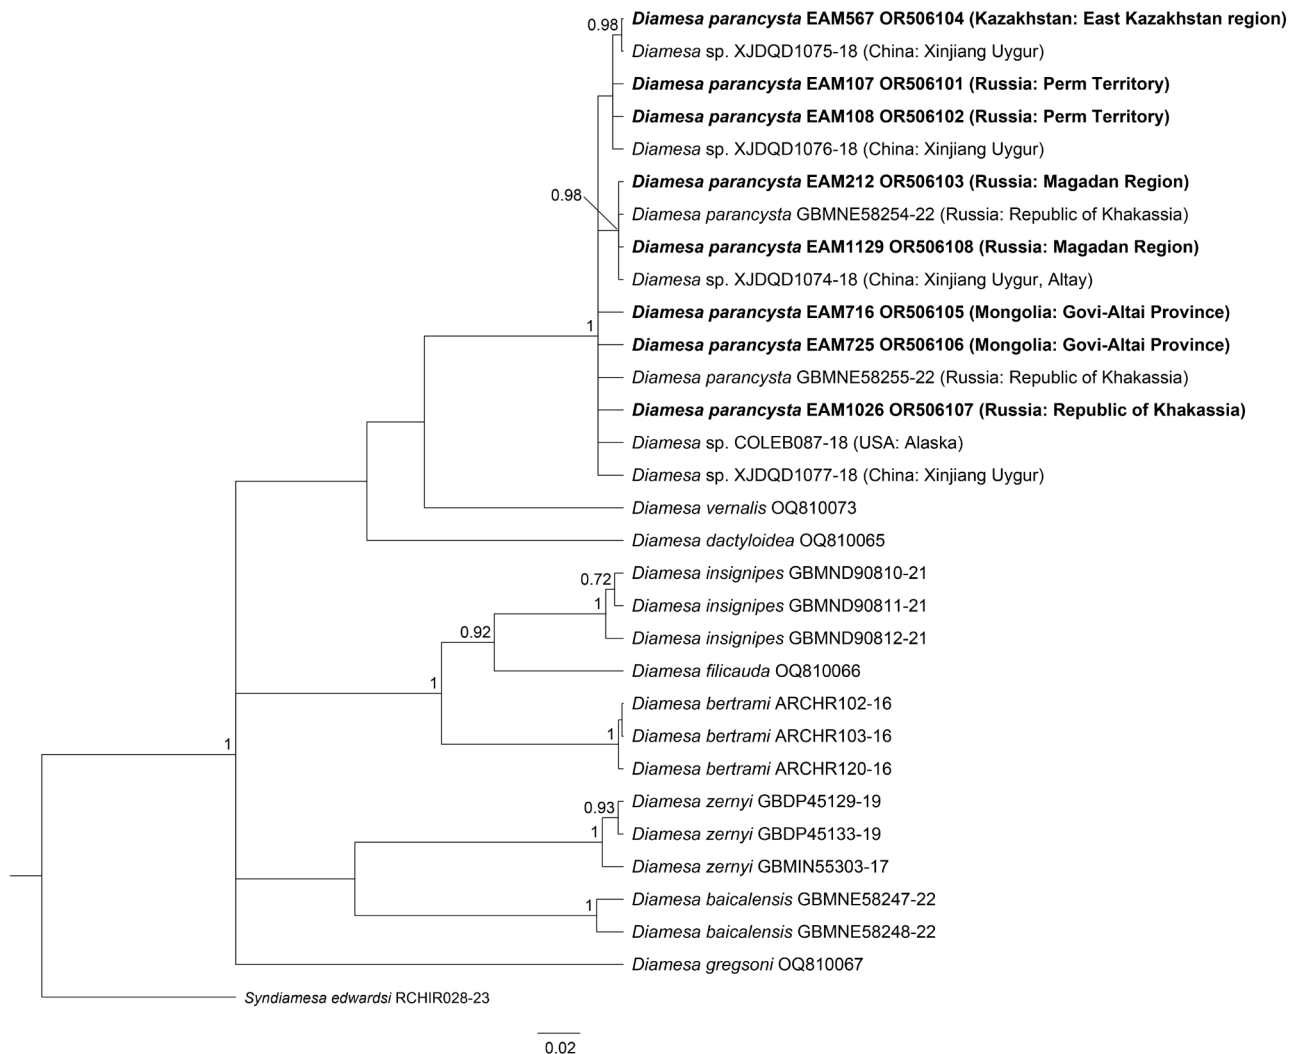 0.98
Diamesa parancysta EAM567 OR506104 (Kazakhstan: East Kazakhstan region)
Diamesa sp. XJDQD1075-18 (China: Xinjiang Uygur)
Diamesa parancysta EAM107 OR506101 (Russia: Perm Territory)
Diamesa parancysta EAM108 OR506102 (Russia: Perm Territory)
Diamesa sp. XJDQD1076-18 (China: Xinjiang Uygur)
0.98
Diamesa parancysta EAM212 OR506103 (Russia: Magadan Region)
Diamesa parancysta GBMNE58254-22 (Russia: Republic of Khakassia)
Diamesa parancysta EAM1129 OR506108 (Russia: Magadan Region)
Diamesa sp. XJDQD1074-18 (China: Xinjiang Uygur, Altay)
Diamesa parancysta EAM716 OR506105 (Mongolia: Govi-Altai Province)
1
Diamesa parancysta EAM725 OR506106 (Mongolia: Govi-Altai Province)
Diamesa parancysta GBMNE58255-22 (Russia: Republic of Khakassia)
Diamesa parancysta EAM1026 OR506107 (Russia: Republic of Khakassia)
Diamesa sp. COLEB087-18 (USA: Alaska)
Diamesa sp. XJDQD1077-18 (China: Xinjiang Uygur)
Diamesa vernalis OQ810073
Diamesa dactyloidea OQ810065
0.72
Diamesa insignipes GBMND90810-21
1
Diamesa insignipes GBMND90811-21
0.92
Diamesa insignipes GBMND90812-21
Diamesa filicauda OQ810066
1
Diamesa bertrami ARCHR102-16
1
Diamesa bertrami ARCHR103-16
1
Diamesa bertrami ARCHR120-16
0.93
Diamesa zernyi GBDP45129-19
1
Diamesa zernyi GBDP45133-19
Diamesa zernyi GBMIN55303-17
1
Diamesa baicalensis GBMNE58247-22
Diamesa baicalensis GBMNE58248-22
Diamesa gregsoni OQ810067
Syndiamesa edwardsi RCHIR028-23
0.02